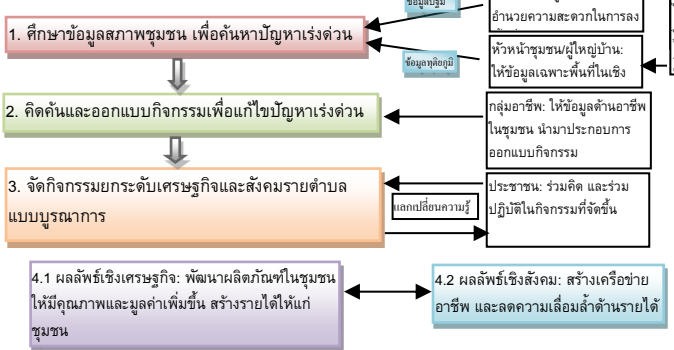 ข้อมูลปฐม
อำนวยความสะดวกในการลง
1. ศึกษาข้อมูลสภาพชุมชน เพื่อค้นหาปัญหาเร่งด่วน
หัวหน้าชุมชน/ผู้ใหญ่บ้าน:
ให้ข้อมูลเฉพาะพื้นที่ในเชิง
ข้อมูลทุติยภูมิ
2. คิดค้นและออกแบบกิจกรรมเพื่อแก้ไขปัญหาเร่งด่วน
กลุ่มอาชีพ: ให้ข้อมูลด้านอาชีพ
ในชุมชน นำมาประกอบการ
ออกแบบกิจกรรม
3. จัดกิจกรรมยกระดับเศรษฐกิจและสังคมรายตำบล
แบบบูรณาการ
แลกเปลี่ยนความรู้
ประชาชน: ร่วมคิด และร่วม
ปฏิบัติในกิจกรรมที่จัดขึ้น
4.1 ผลลัพธ์เชิงเศรษฐกิจ: พัฒนาผลิตภัณฑ์ในชุมชน
ให้มีคุณภาพและมูลค่าเพิ่มขึ้น สร้างรายได้ให้แก่
ชุมชน
4.2 ผลลัพธ์เชิงสังคม: สร้างเครือข่าย
อาชีพ และลดความเลื่อมล้ำด้านรายได้